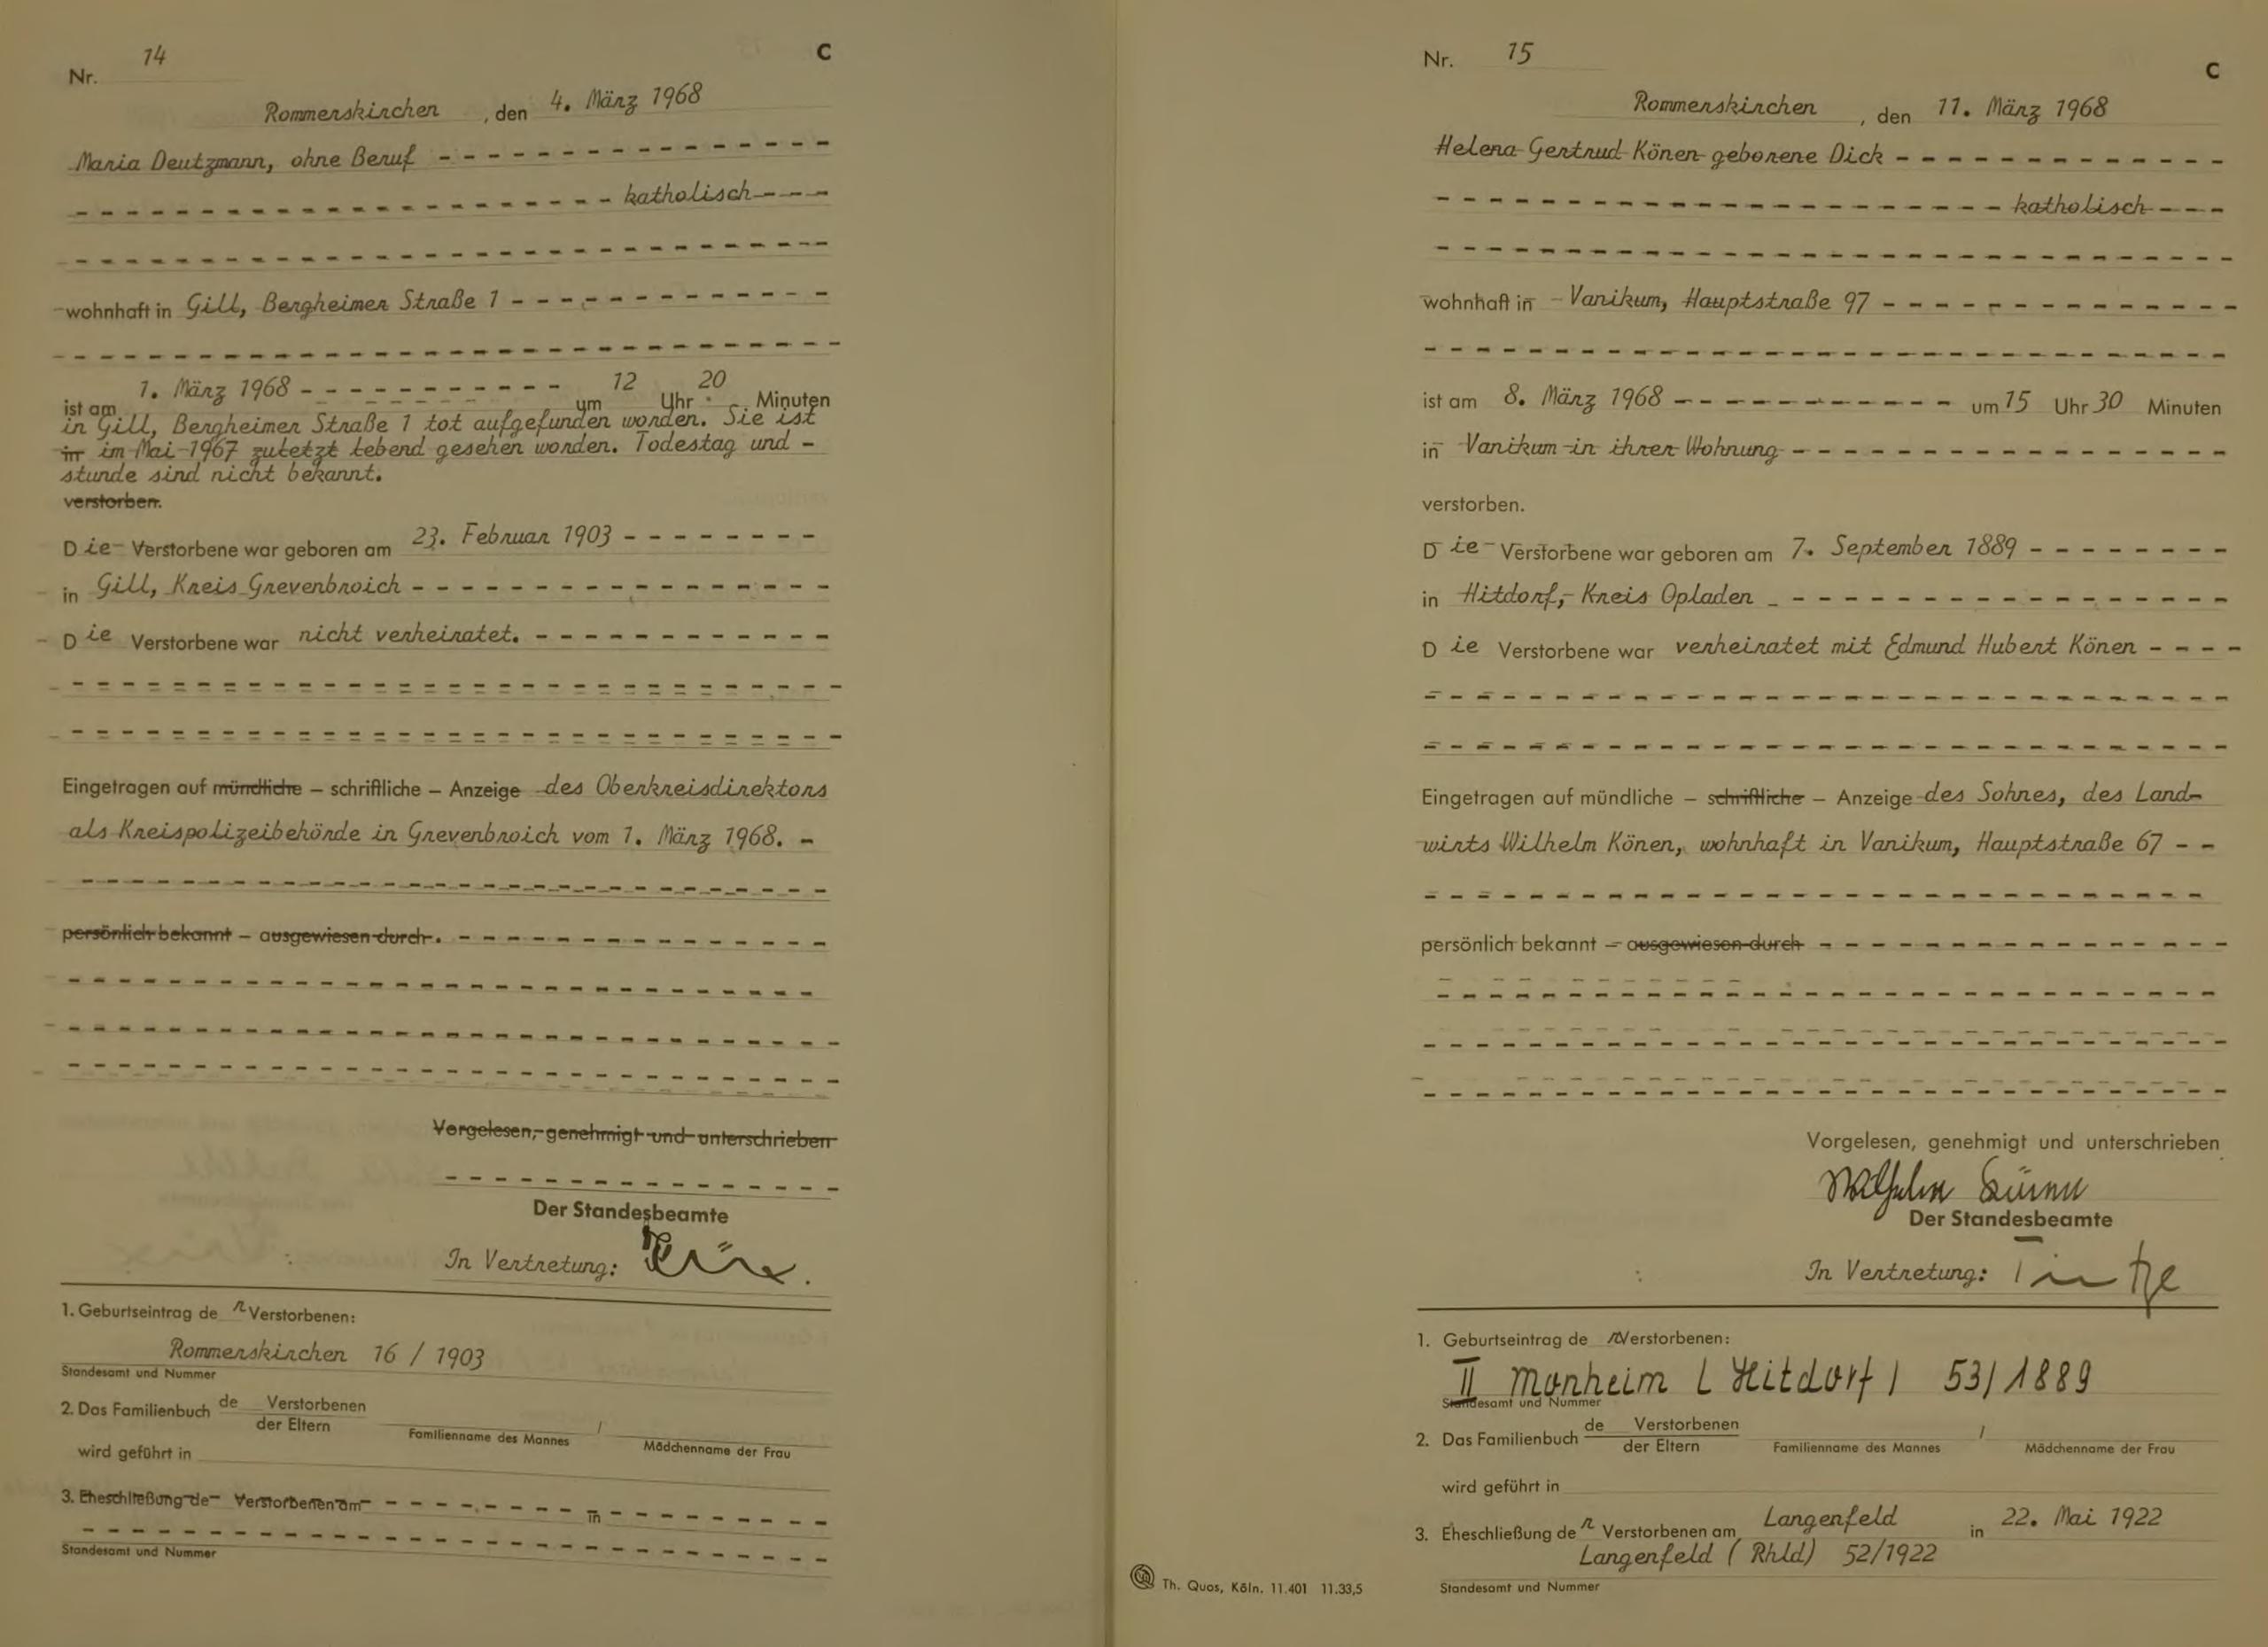 Nr. 14 C
Rommerskirchen, den 4. März 1968
Maria Deutzmann, ohne Beruf
katholisch
wohnhaft in Gill, Bergheimer Straße 1
ist am 1. März 1968 um 12 Uhr 20 Minuten
in Gill, Bergheimer Straße 1 tot aufgefunden worden. Sie ist
in im Mai 1967 zuletzt lebend gesehen worden. Todestag und -
stunde sind nicht bekannt.
verstorben.
Die Verstorbene war geboren am 23. Februar 1903
in Gill, Kreis Grevenbroich
Die Verstorbene war nicht verheiratet.
Eingetragen auf mündliche – schriftliche – Anzeige des Oberkreisdirektors
als Kreispolizeibehörde in Grevenbroich vom 1. März 1968.
persönlich bekannt – ausgewiesen durch.
Vorgelesen, genehmigt und unterschrieben
Der Standesbeamte
In Vertretung:
1. Geburtseintrag der Verstorbenen:
Rommerskirchen 16 / 1903
Standesamt und Nummer
2. Das Familienbuch de Verstorbenen
der Eltern
Familienname des Mannes / Mädchenname der Frau
wird geführt in
3. Eheschließung de Verstorbenen am in
Standesamt und Nummer
Nr. 15 C
Rommerskirchen, den 11. März 1968
Helena Gertrud Könen geborene Dick
katholisch
wohnhaft in Vanikum, Hauptstraße 97
ist am 8. März 1968 um 15 Uhr 30 Minuten
in Vanikum in ihrer Wohnung
verstorben.
Die Verstorbene war geboren am 7. September 1889
in Hitdorf, Kreis Opladen
Die Verstorbene war verheiratet mit Edmund Hubert Könen
Eingetragen auf mündliche – schriftliche – Anzeige des Sohnes, des Land-
wirts Wilhelm Könen, wohnhaft in Vanikum, Hauptstraße 67
persönlich bekannt – ausgewiesen durch
Vorgelesen, genehmigt und unterschrieben
Wilhelm
Der Standesbeamte
In Vertretung:
1. Geburtseintrag der Verstorbenen:
II Monheim (Hitdorf) 53/1889
Standesamt und Nummer
2. Das Familienbuch de Verstorbenen
der Eltern
Familienname des Mannes / Mädchenname der Frau
wird geführt in
3. Eheschließung der Verstorbenen am Langenfeld in 22. Mai 1922
Langenfeld (Rhld) 52/1922
Standesamt und Nummer
Th. Quos, Köln. 11.401 11.33,5